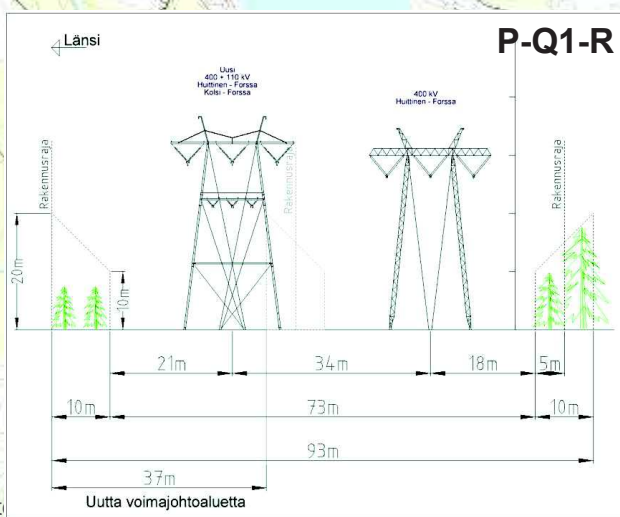 P-Q1-R
Länsi
Uusi
400 + 110 kV
Huittinen - Forssa
Kolsi - Forssa
400 kV
Huittinen - Forssa
Rakennusraja
Rakennusraja
Rakennusraja
20m
10m
21m
34m
18m
5m
10m
73m
10m
93m
37m
Uutta voimajohtoaluetta